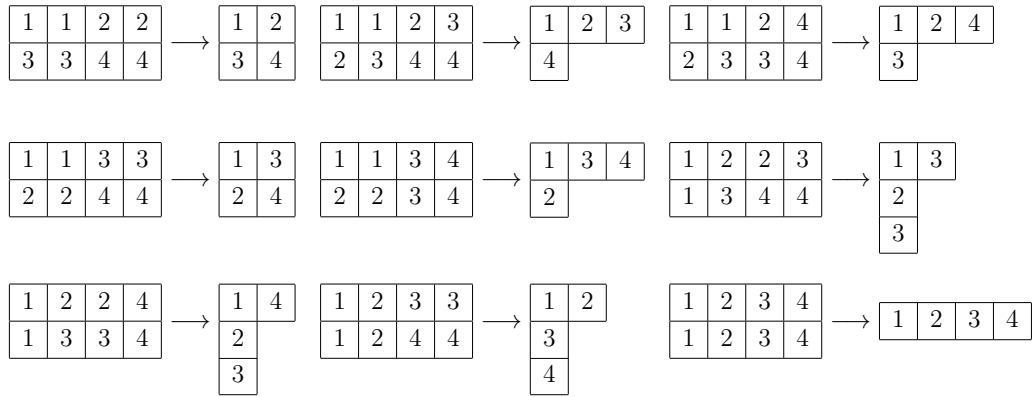 1 1 2 2 ⟶ 1 2 1 1 2 3 ⟶ 1 2 3 1 1 2 4 ⟶ 1 2 4
3 3 4 4 3 4 2 3 4 4 4 2 3 3 4 3
1 1 3 3 ⟶ 1 3 1 1 3 4 ⟶ 1 3 4 1 2 2 3 ⟶ 1 3
2 2 4 4 2 4 2 2 3 4 2 1 3 4 4 2
3
1 2 2 4 ⟶ 1 4 1 2 3 3 ⟶ 1 2 1 2 3 4 ⟶ 1 2 3 4
1 3 3 4 2 1 2 4 4 3 1 2 3 4
3 4